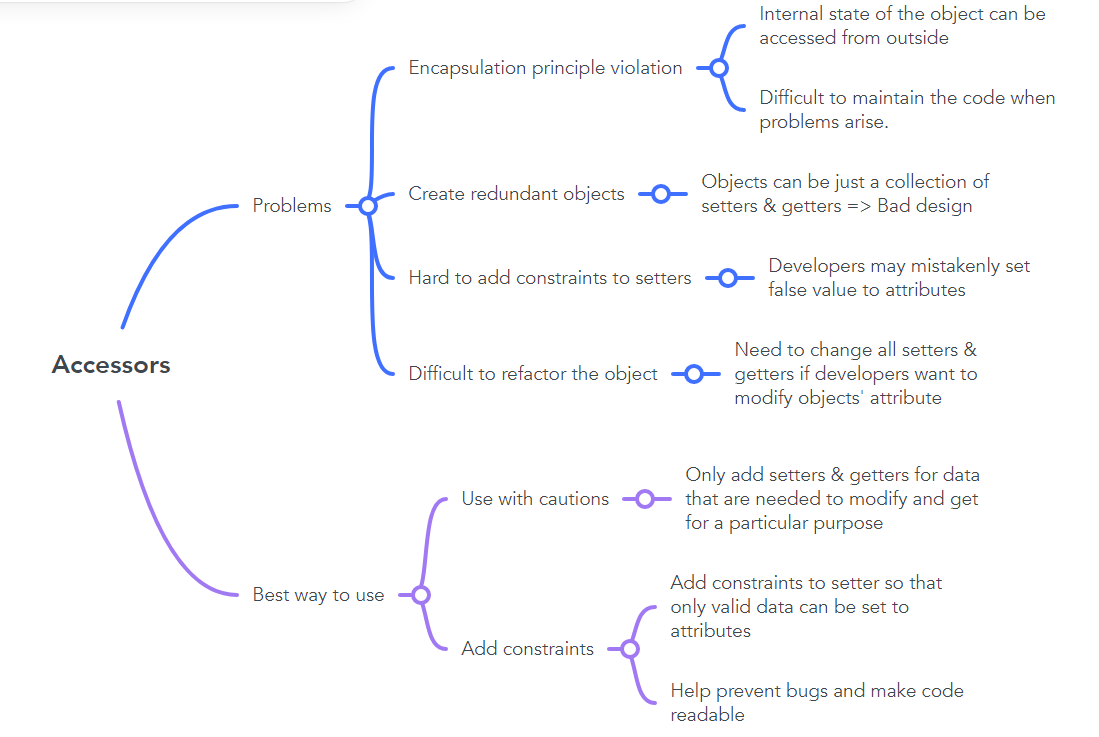 Internal state of the object can be
accessed from outside
Encapsulation principle violation
Difficult to maintain the code when
problems arise.
Objects can be just a collection of
setters & getters => Bad design
Create redundant objects
Problems
Developers may mistakenly set
false value to attributes
Hard to add constraints to setters
Need to change all setters &
getters if developers want to
modify objects' attribute
Difficult to refactor the object
Accessors
Only add setters & getters for data
that are needed to modify and get
for a particular purpose
Use with cautions
Best way to use
Add constraints to setter so that
only valid data can be set to
attributes
Add constraints
Help prevent bugs and make code
readable